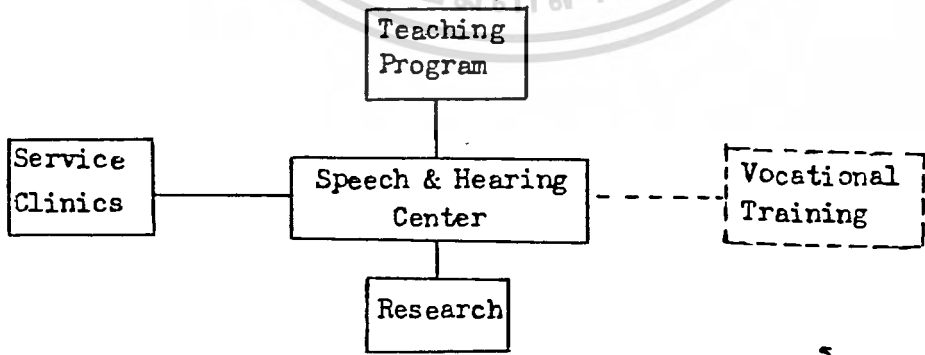 Teaching
Program
Service
Clinics
Speech & Hearing
Center
Vocational
Training
Research